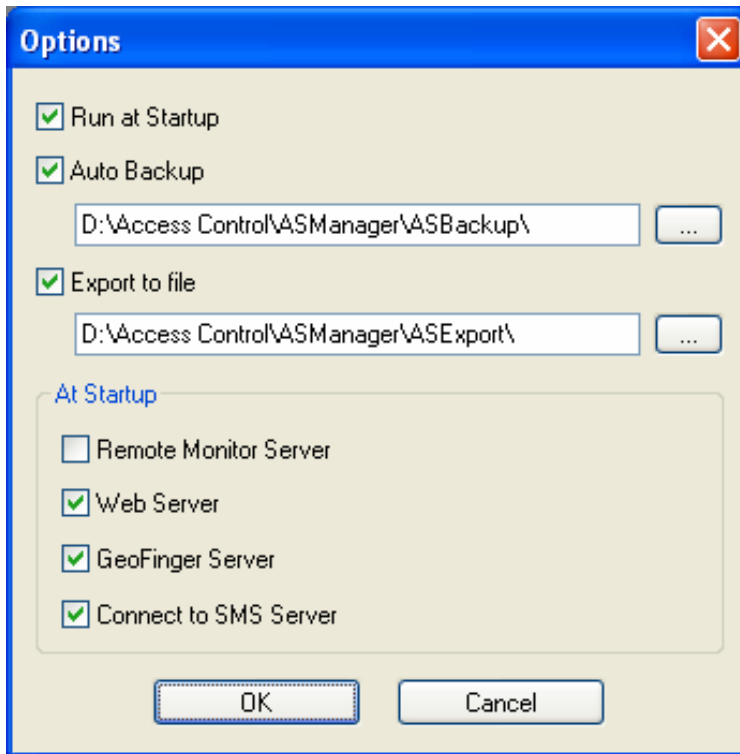 Options
Run at Startup
Auto Backup
D:\Access Control\ASManager\ASBackup\
...
Export to file
D:\Access Control\ASManager\ASExport\
...
At Startup
Remote Monitor Server
Web Server
GeoFinger Server
Connect to SMS Server
OK Cancel